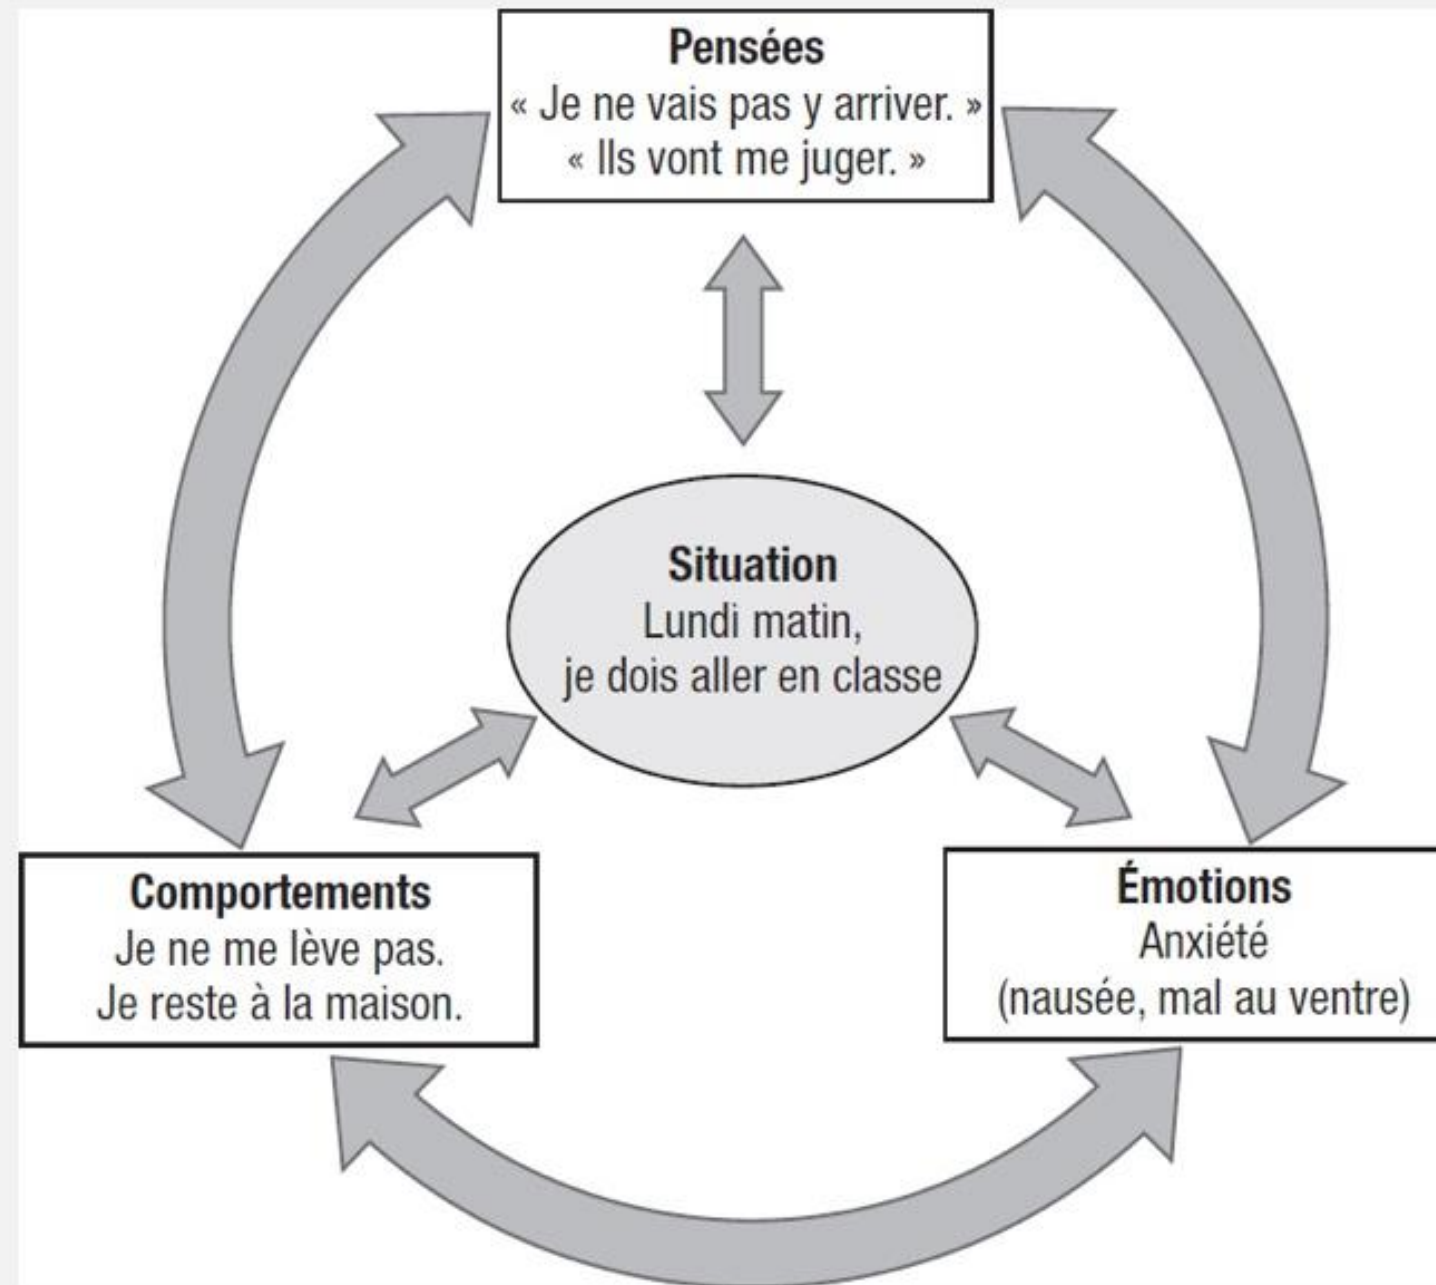 Pensées
« Je ne vais pas y arriver. »
« Ils vont me juger. »
Situation
Lundi matin,
je dois aller en classe
Comportements
Je ne me lève pas.
Je reste à la maison.
Émotions
Anxiété
(nausée, mal au ventre)